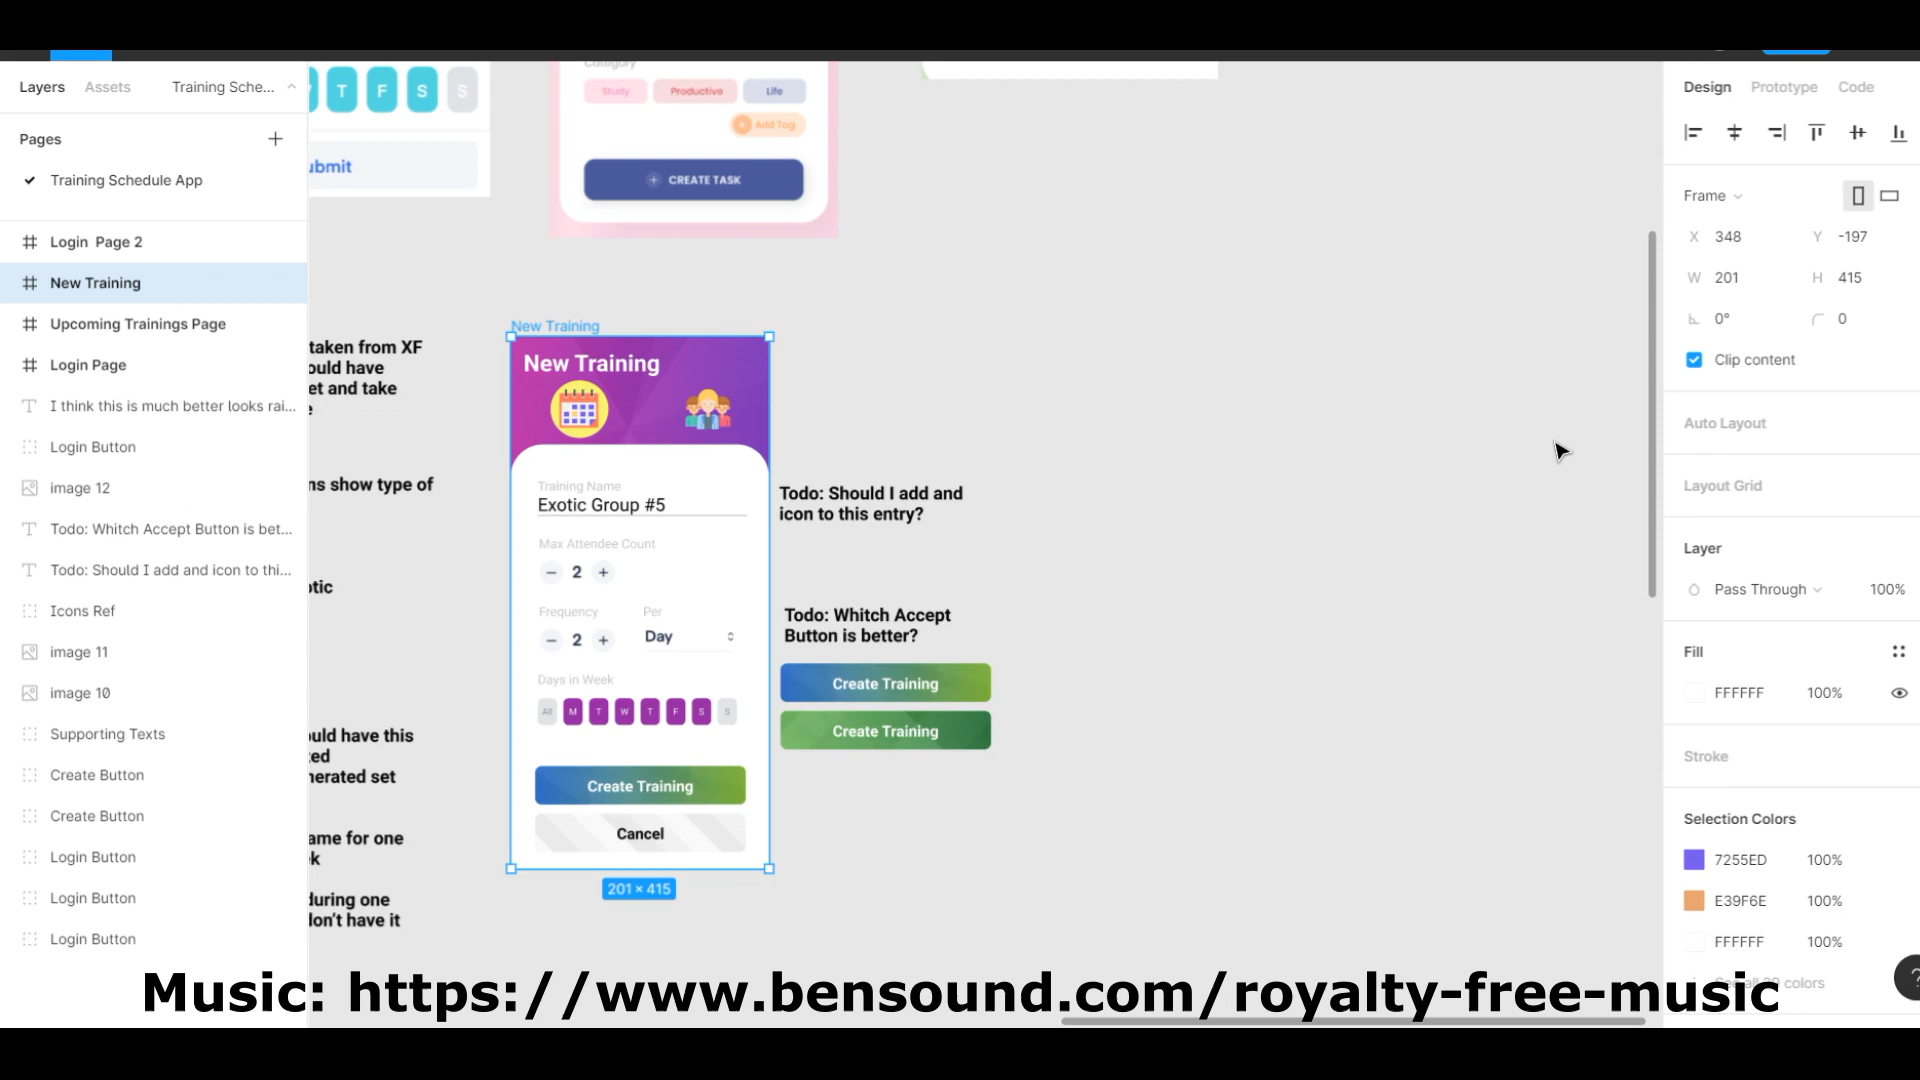 Layers
Assets
Training Sche...
Pages
Training Schedule App
Login Page 2
New Training
Upcoming Trainings Page
Login Page
I think this is much better looks rai...
Login Button
image 12
Todo: Whitch Accept Button is bet...
Todo: Should I add and icon to thi...
Icons Ref
image 11
image 10
Supporting Texts
Create Button
Create Button
Login Button
Login Button
Login Button
T F S S
ubmit
Category
Study
Productive
Life
Add Tag
CREATE TASK
taken from XF
ould have
et and take
e
ns show type of
otic
ould have this
ted
nerated set
ame for one
k
during one
don't have it
New Training
New Training
Training Name
Exotic Group #5
Max Attendee Count
− 2 +
Frequency
Per
− 2 +
Day
Days in Week
All M T W T F S S
Create Training
Cancel
201 × 415
Todo: Should I add and
icon to this entry?
Todo: Whitch Accept
Button is better?
Create Training
Create Training
Design
Prototype
Code
Frame
X 348
Y -197
W 201
H 415
0°
0
Clip content
Auto Layout
Layout Grid
Layer
Pass Through
100%
Fill
FFFFFF
100%
Stroke
Selection Colors
7255ED
100%
E39F6E
100%
FFFFFF
100%
colors
?
Music: https://www.bensound.com/royalty-free-music